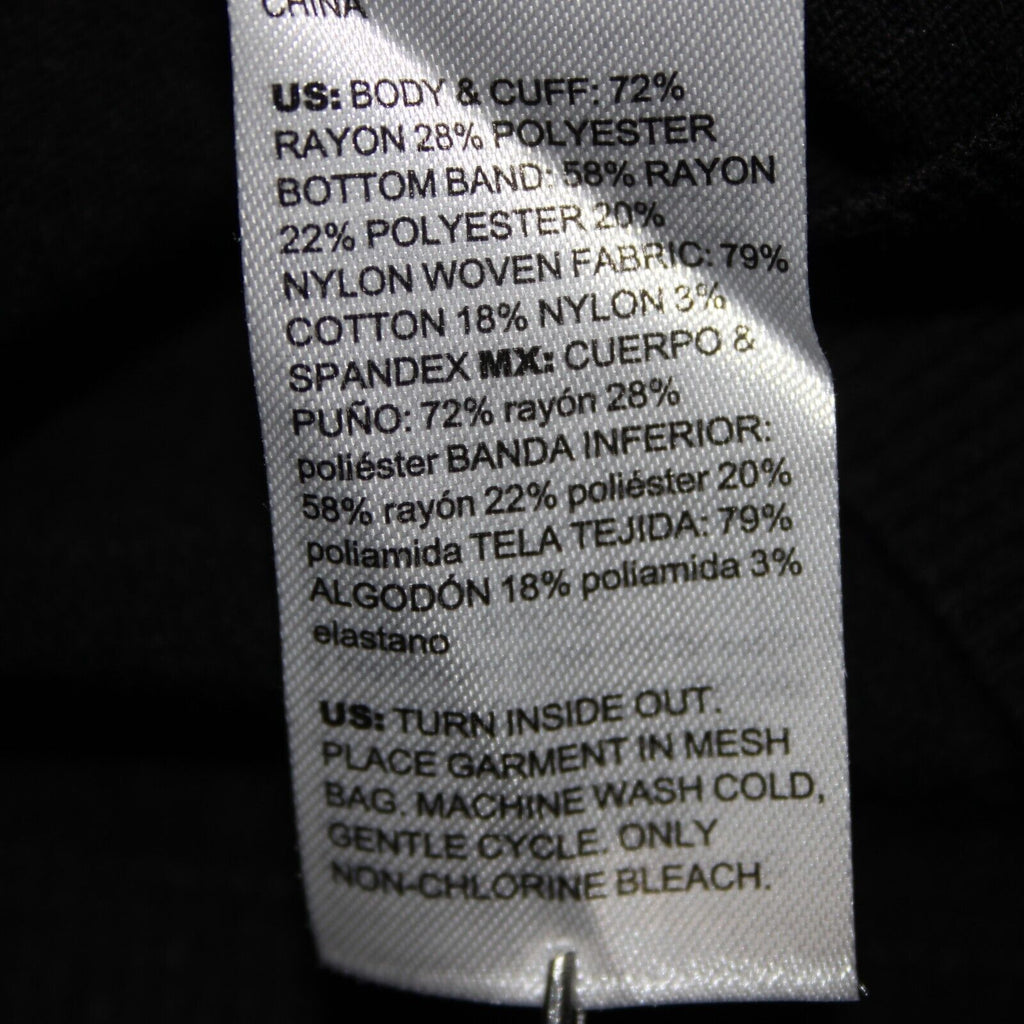 CHINA
US: BODY & CUFF: 72%
RAYON 28% POLYESTER
BOTTOM BAND: 58% RAYON
22% POLYESTER 20%
NYLON WOVEN FABRIC: 79%
COTTON 18% NYLON 3%
SPANDEX MX: CUERPO &
PUÑO: 72% rayón 28%
poliéster BANDA INFERIOR:
58% rayón 22% poliéster 20%
poliamida TELA TEJIDA: 79%
ALGODÓN 18% poliamida 3%
elastano
US: TURN INSIDE OUT.
PLACE GARMENT IN MESH
BAG. MACHINE WASH COLD,
GENTLE CYCLE. ONLY
NON-CHLORINE BLEACH.